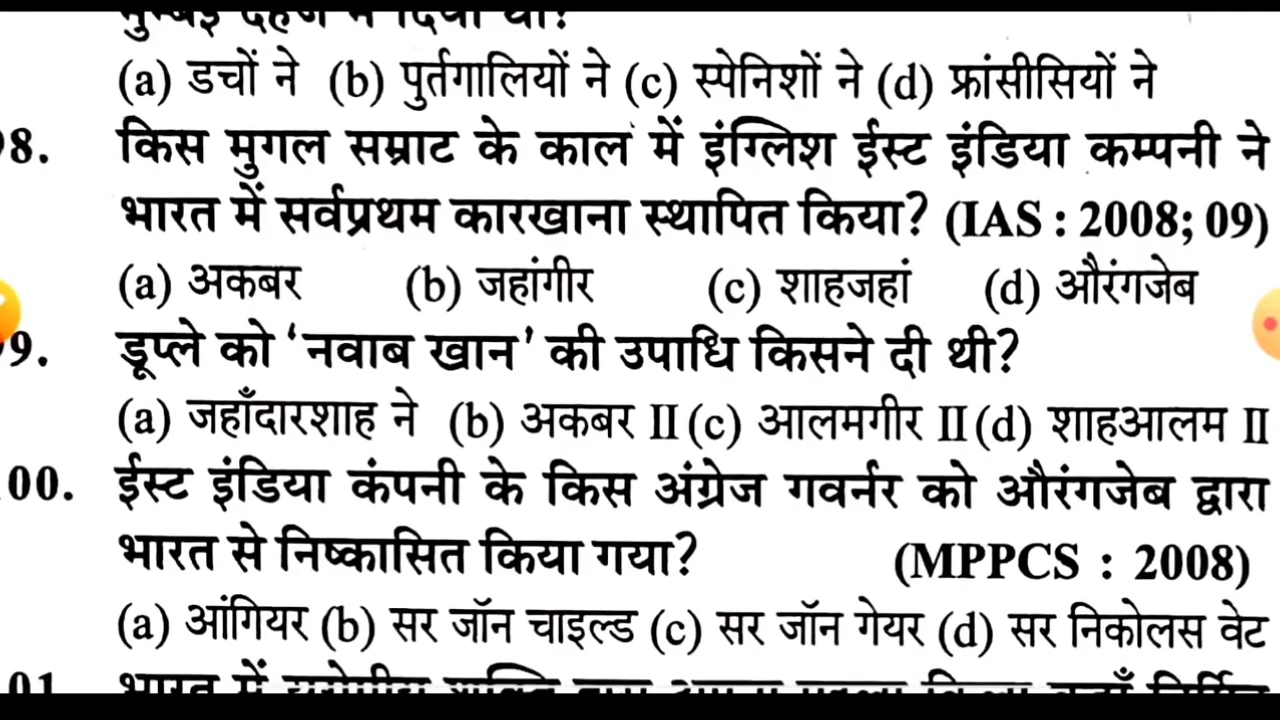 (a) डचों ने (b) पुर्तगालियों ने (c) स्पेनिशों ने (d) फ्रांसीसियों ने
98. किस मुगल सम्राट के काल में इंग्लिश ईस्ट इंडिया कम्पनी ने
भारत में सर्वप्रथम कारखाना स्थापित किया? (IAS : 2008; 09)
(a) अकबर (b) जहांगीर (c) शाहजहां (d) औरंगजेब
99. डूप्ले को ‘नवाब खान’ की उपाधि किसने दी थी?
(a) जहाँदारशाह ने (b) अकबर II (c) आलमगीर II (d) शाहआलम II
00. ईस्ट इंडिया कंपनी के किस अंग्रेज गवर्नर को औरंगजेब द्वारा
भारत से निष्कासित किया गया? (MPPCS : 2008)
(a) आंगियर (b) सर जॉन चाइल्ड (c) सर जॉन गेयर (d) सर निकोलस वेट